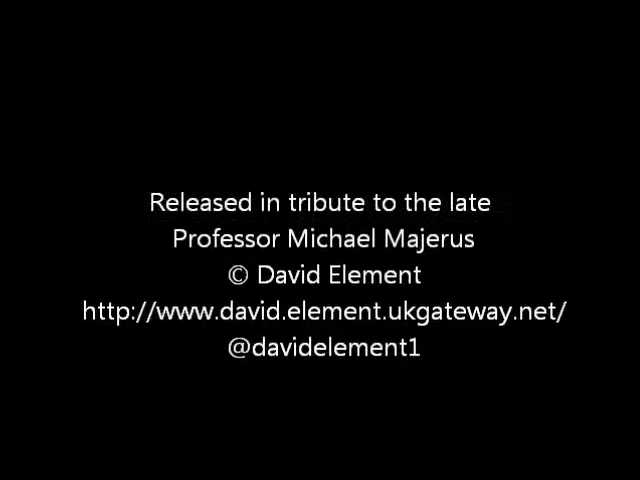 Released in tribute to the late
Professor Michael Majerus
© David Element
http://www.david.element.ukgateway.net/
@davidelement1